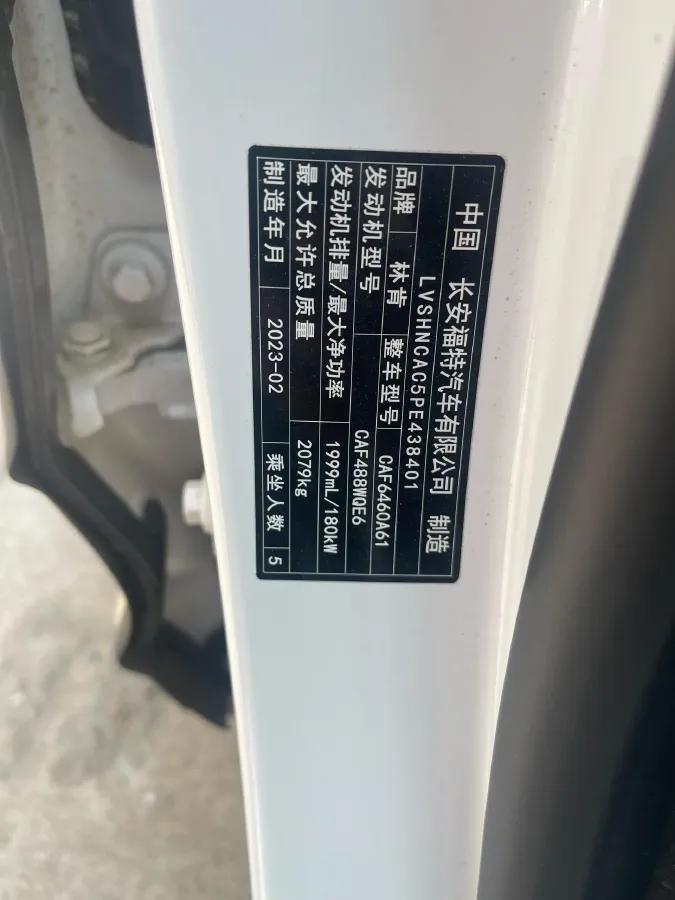 中国 长安福特汽车有限公司 制造
LVSHNCAC5PE438401
品牌 林肯 整车型号 CAF6460A61
发动机型号 CAF488WQE6
发动机排量/最大净功率 1999mL/180kW
最大允许总质量 2079kg
制造年月 2023-02 乘坐人数 5